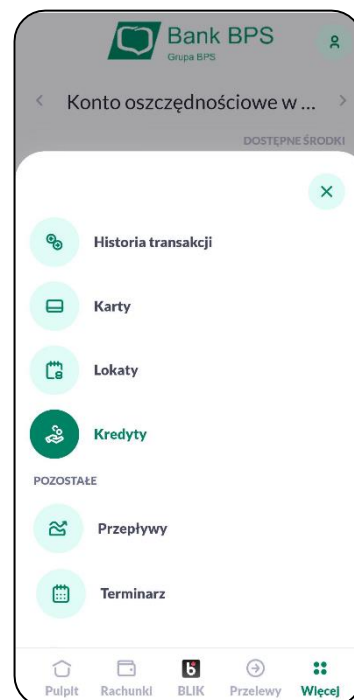 Bank BPS
Grupa BPS
Konto oszczędnościowe w ...
DOSTĘPNE ŚRODKI
Historia transakcji
Karty
Lokaty
Kredyty
POZOSTAŁE
Przepływy
Terminarz
Pulpit Rachunki BLIK Przelewy Więcej